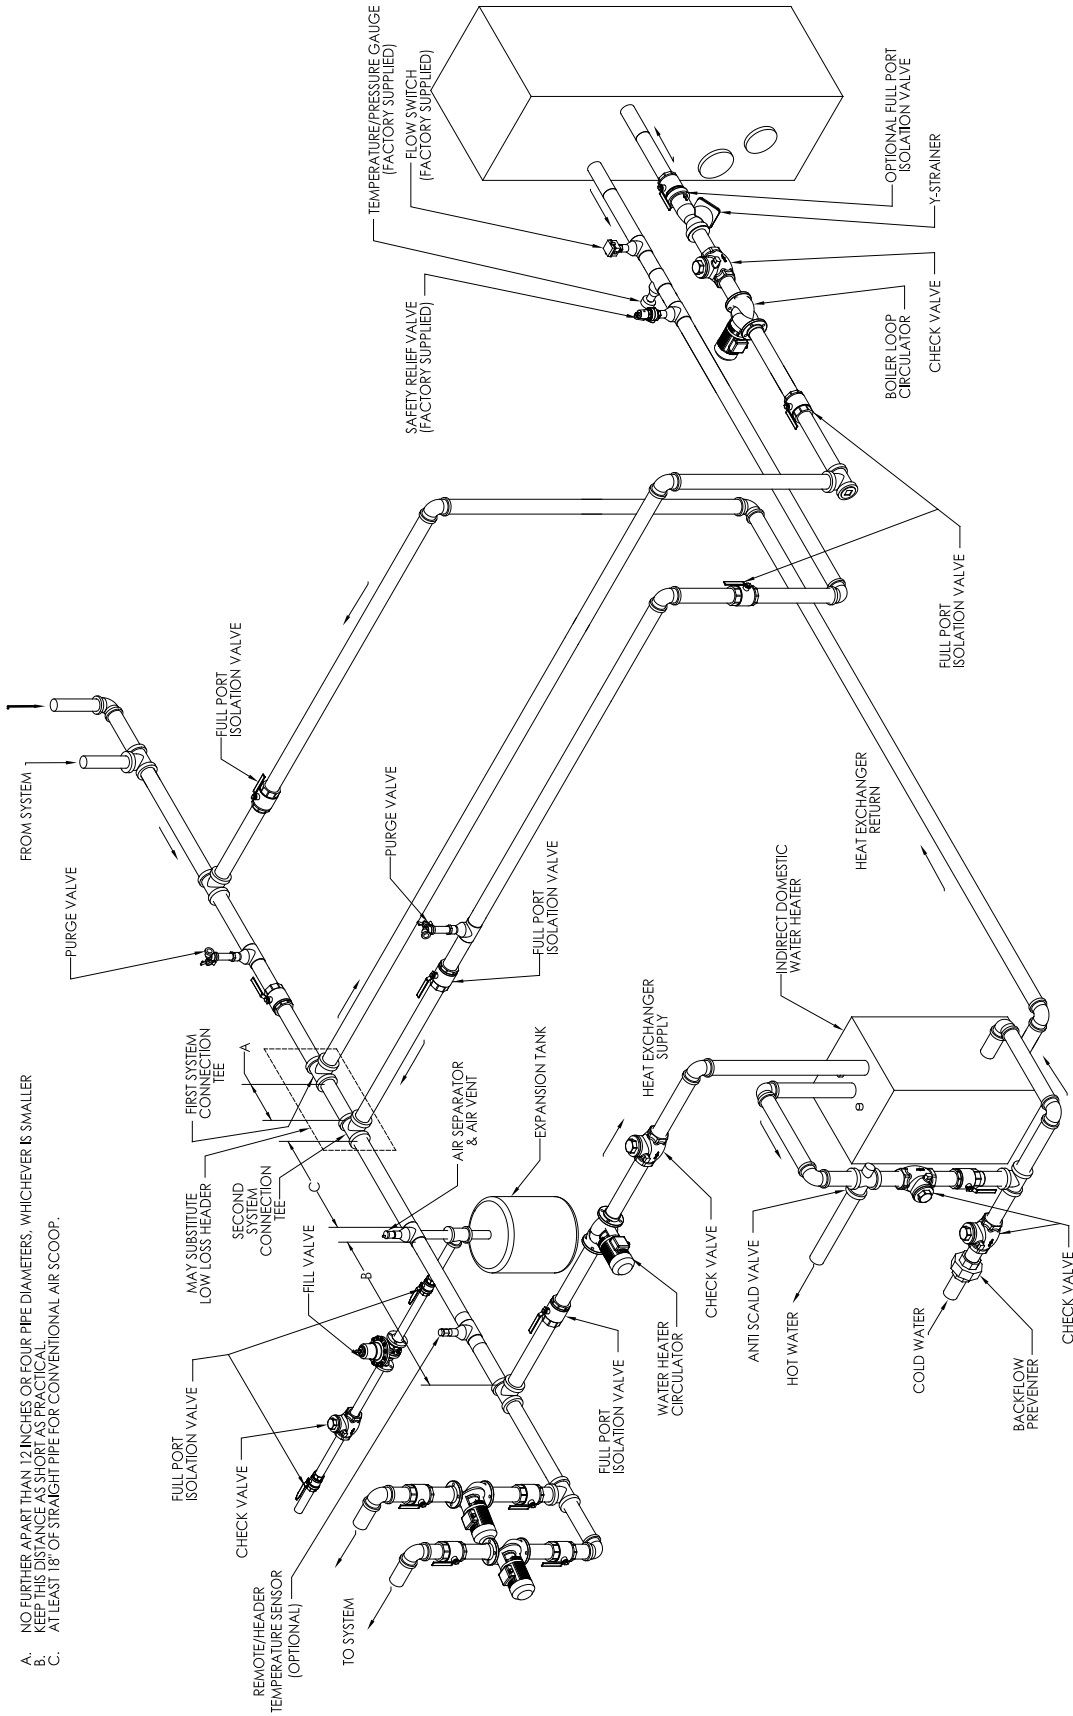 A. NO FURTHER APART THAN 12 INCHES OR FOUR PIPE DIAMETERS, WHICHEVER IS SMALLER
B. KEEP THIS DISTANCE AS SHORT AS PRACTICAL.
C. AT LEAST 18" OF STRAIGHT PIPE FOR CONVENTIONAL AIR SCOOP.
FROM SYSTEM
PURGE VALVE
FULL PORT
ISOLATION VALVE
FIRST SYSTEM
CONNECTION
TEE
A
MAY SUBSTITUTE
LOW LOSS HEADER
SECOND
SYSTEM
CONNECTION
TEE
C
FILL VALVE
B
FULL PORT
ISOLATION VALVE
CHECK VALVE
REMOTE/HEADER
TEMPERATURE SENSOR
(OPTIONAL)
TO SYSTEM
TEMPERATURE/PRESSURE GAUGE
(FACTORY SUPPLIED)
FLOW SWITCH
(FACTORY SUPPLIED)
SAFETY RELIEF VALVE
(FACTORY SUPPLIED)
PURGE VALVE
FULL PORT
ISOLATION VALVE
AIR SEPARATOR
& AIR VENT
EXPANSION TANK
HEAT EXCHANGER
SUPPLY
CHECK VALVE
WATER HEATER
CIRCULATOR
FULL PORT
ISOLATION VALVE
OPTIONAL FULL PORT
ISOLATION VALVE
Y-STRAINER
CHECK VALVE
BOILER LOOP
CIRCULATOR
FULL PORT
ISOLATION VALVE
HEAT EXCHANGER
RETURN
INDIRECT DOMESTIC
WATER HEATER
ANTI SCALD VALVE
HOT WATER
COLD WATER
BACKFLOW
PREVENTER
CHECK VALVE